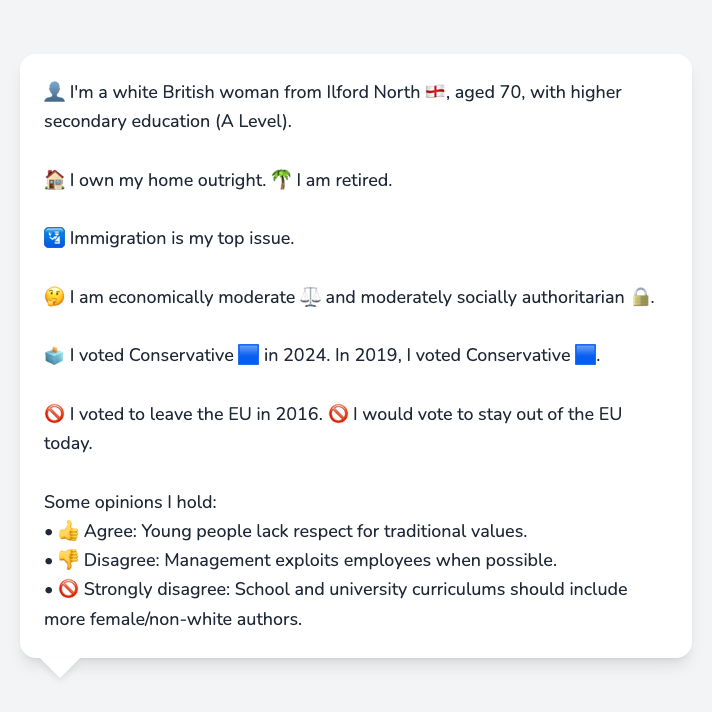 👤 I'm a white British woman from Ilford North 🏴󠁧󠁢󠁥󠁮󠁧󠁿, aged 70, with higher
secondary education (A Level).
🏠 I own my home outright. 🌴 I am retired.
🛂 Immigration is my top issue.
🤔 I am economically moderate ⚖️ and moderately socially authoritarian 🔒.
🗳️ I voted Conservative 🟦 in 2024. In 2019, I voted Conservative 🟦.
🚫 I voted to leave the EU in 2016. 🚫 I would vote to stay out of the EU
today.
Some opinions I hold:
• 👍 Agree: Young people lack respect for traditional values.
• 👎 Disagree: Management exploits employees when possible.
• 🚫 Strongly disagree: School and university curriculums should include
more female/non-white authors.